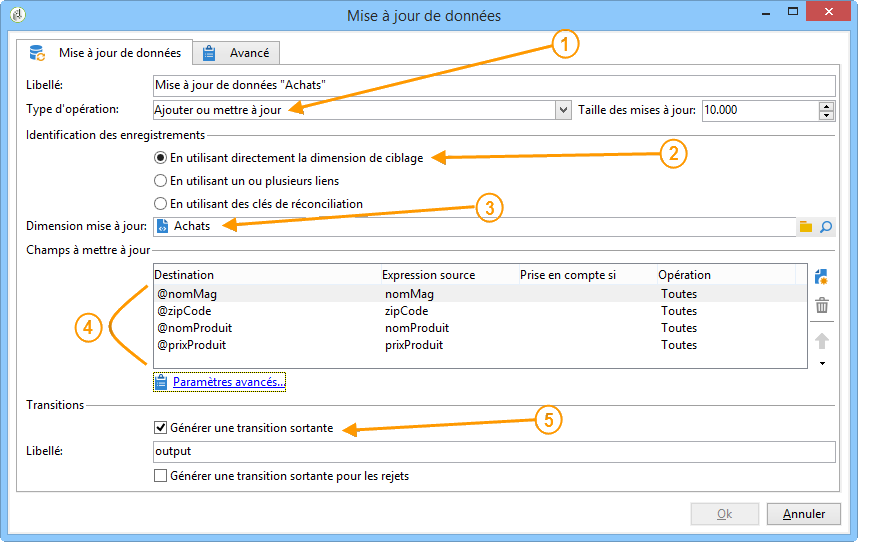 Mise à jour de données
Mise à jour de données Avancé
1
Libellé: Mise à jour de données "Achats"
Type d'opération: Ajouter ou mettre à jour Taille des mises à jour: 10.000
Identification des enregistrements
En utilisant directement la dimension de ciblage
2
En utilisant un ou plusieurs liens
En utilisant des clés de réconciliation
3
Dimension mise à jour: Achats
Champs à mettre à jour
Destination Expression source Prise en compte si Opération
@nomMag nomMag Toutes
@zipCode zipCode Toutes
@nomProduit nomProduit Toutes
@prixProduit prixProduit Toutes
4
Paramètres avancés...
Transitions
Générer une transition sortante
5
Libellé: output
Générer une transition sortante pour les rejets
Ok Annuler